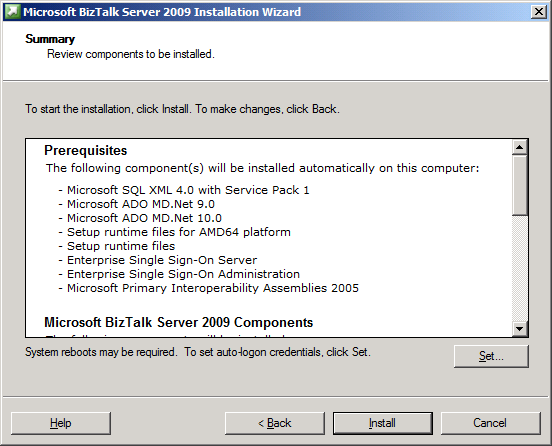 Microsoft BizTalk Server 2009 Installation Wizard
Summary
Review components to be installed.
To start the installation, click Install. To make changes, click Back.
Prerequisites
The following component(s) will be installed automatically on this computer:
- Microsoft SQL XML 4.0 with Service Pack 1
- Microsoft ADO MD.Net 9.0
- Microsoft ADO MD.Net 10.0
- Setup runtime files for AMD64 platform
- Setup runtime files
- Enterprise Single Sign-On Server
- Enterprise Single Sign-On Administration
- Microsoft Primary Interoperability Assemblies 2005
Microsoft BizTalk Server 2009 Components
System reboots may be required. To set auto-logon credentials, click Set.
Set...
Help
< Back
Install
Cancel